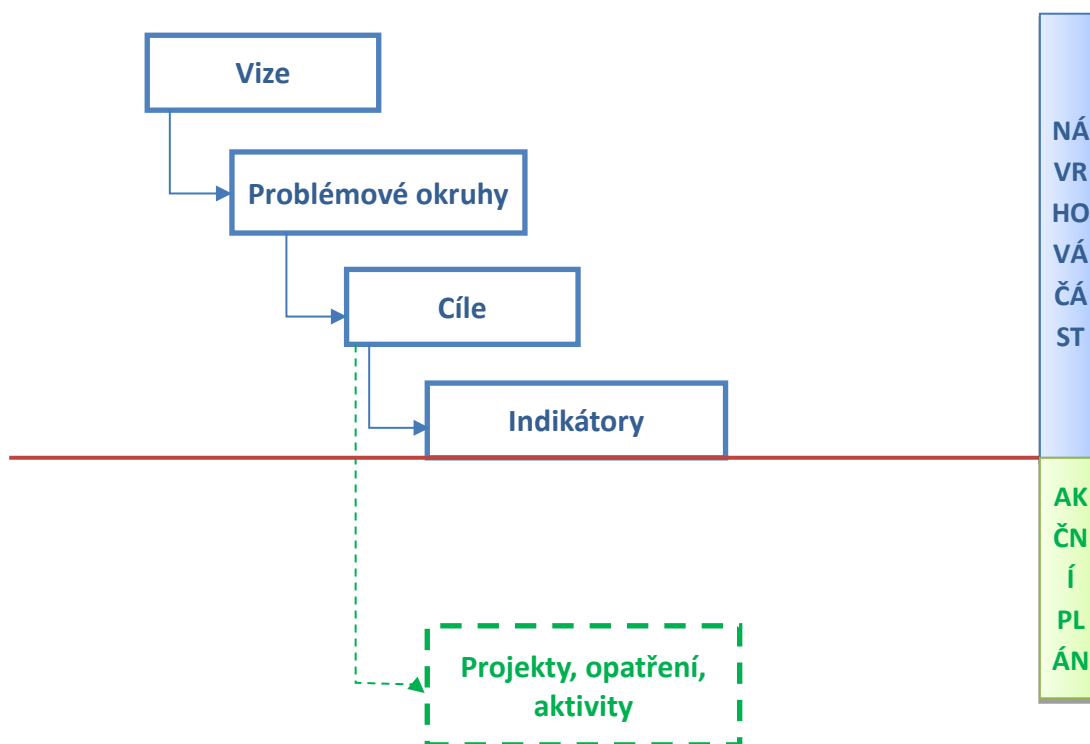 Vize
Problémové okruhy
Cíle
Indikátory
Projekty, opatření,
aktivity
NÁ
VR
HO
VÁ
ČÁ
ST
AK
ČN
Í
PL
ÁN